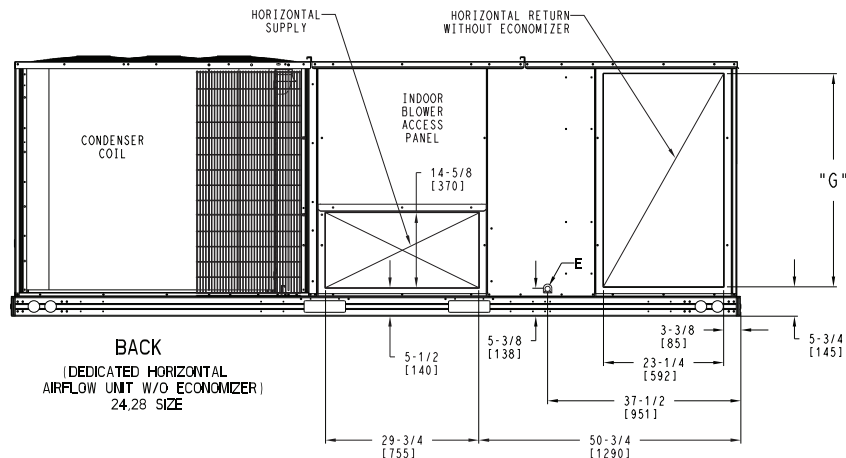 HORIZONTAL
SUPPLY
HORIZONTAL RETURN
WITHOUT ECONOMIZER
CONDENSER
COIL
INDOOR
BLOWER
ACCESS
PANEL
14-5/8
[370]
"G"
E
5-1/2
[140]
5-3/8
[138]
3-3/8
[85]
5-3/4
[145]
23-1/4
[592]
37-1/2
[951]
29-3/4
[755]
50-3/4
[1290]
BACK
(DEDICATED HORIZONTAL
AIRFLOW UNIT W/O ECONOMIZER)
24,28 SIZE